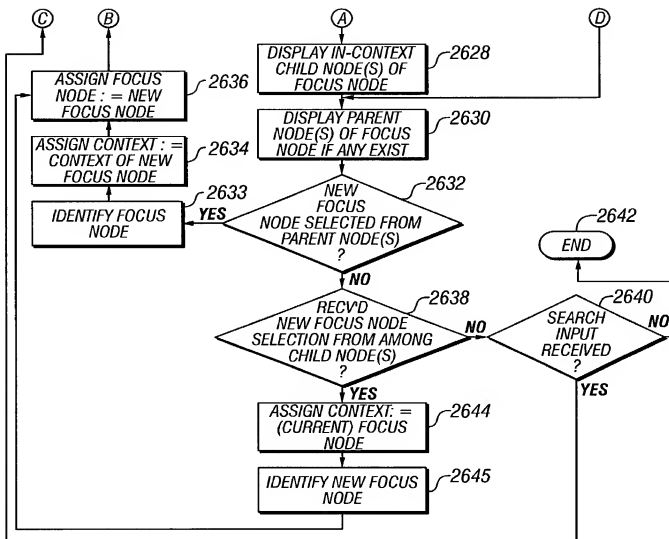 C
B
A
D
DISPLAY IN-CONTEXT
CHILD NODE(S) OF
FOCUS NODE
2628
ASSIGN FOCUS
NODE : = NEW
FOCUS NODE
2636
DISPLAY PARENT
NODE(S) OF FOCUS
NODE IF ANY EXIST
2630
ASSIGN CONTEXT : =
CONTEXT OF NEW
FOCUS NODE
2634
2633
IDENTIFY FOCUS
NODE
YES
NEW
FOCUS
NODE SELECTED FROM
PARENT NODE(S)
?
2632
NO
2642
END
RECV'D
NEW FOCUS NODE
SELECTION FROM AMONG
CHILD NODE(S)
?
2638
NO
YES
SEARCH
INPUT
RECEIVED
?
2640
NO
YES
ASSIGN CONTEXT: =
(CURRENT) FOCUS
NODE
2644
IDENTIFY NEW FOCUS
NODE
2645